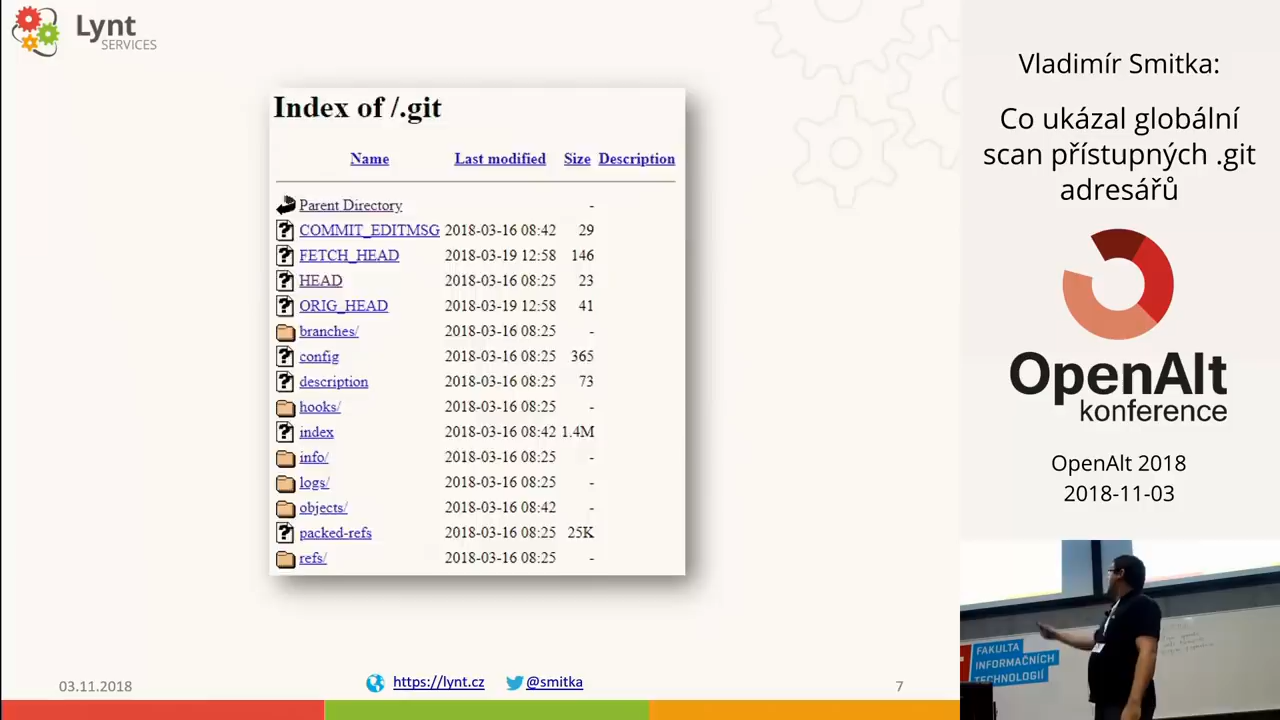 Lynt
SERVICES
Index of /.git
Name Last modified Size Description
Parent Directory -
COMMIT_EDITMSG 2018-03-16 08:42 29
FETCH_HEAD 2018-03-19 12:58 146
HEAD 2018-03-16 08:25 23
ORIG_HEAD 2018-03-19 12:58 41
branches/ 2018-03-16 08:25 -
config 2018-03-16 08:25 365
description 2018-03-16 08:25 73
hooks/ 2018-03-16 08:25 -
index 2018-03-16 08:42 1.4M
info/ 2018-03-16 08:25 -
logs/ 2018-03-16 08:25 -
objects/ 2018-03-16 08:42 -
packed-refs 2018-03-16 08:25 25K
refs/ 2018-03-16 08:25 -
03.11.2018 https://lynt.cz @smitka 7
Vladimír Smitka:
Co ukázal globální
scan přístupných .git
adresářů
OpenAlt
konference
OpenAlt 2018
2018-11-03
FAKULTA
INFORMAČNÍCH
TECHNOLOGIÍ